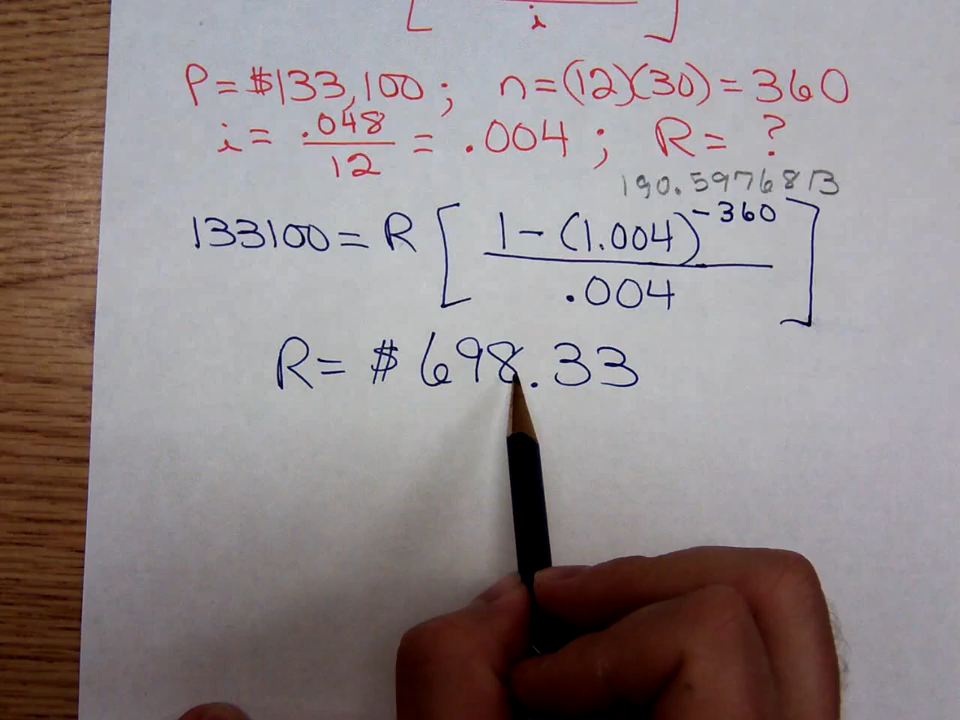 i
P = $133,100 ; n = (12)(30) = 360
i = .048/12 = .004 ; R = ?
190.5976813
133100 = R [ 1 - (1.004)^-360 / .004 ]
R = $698.33